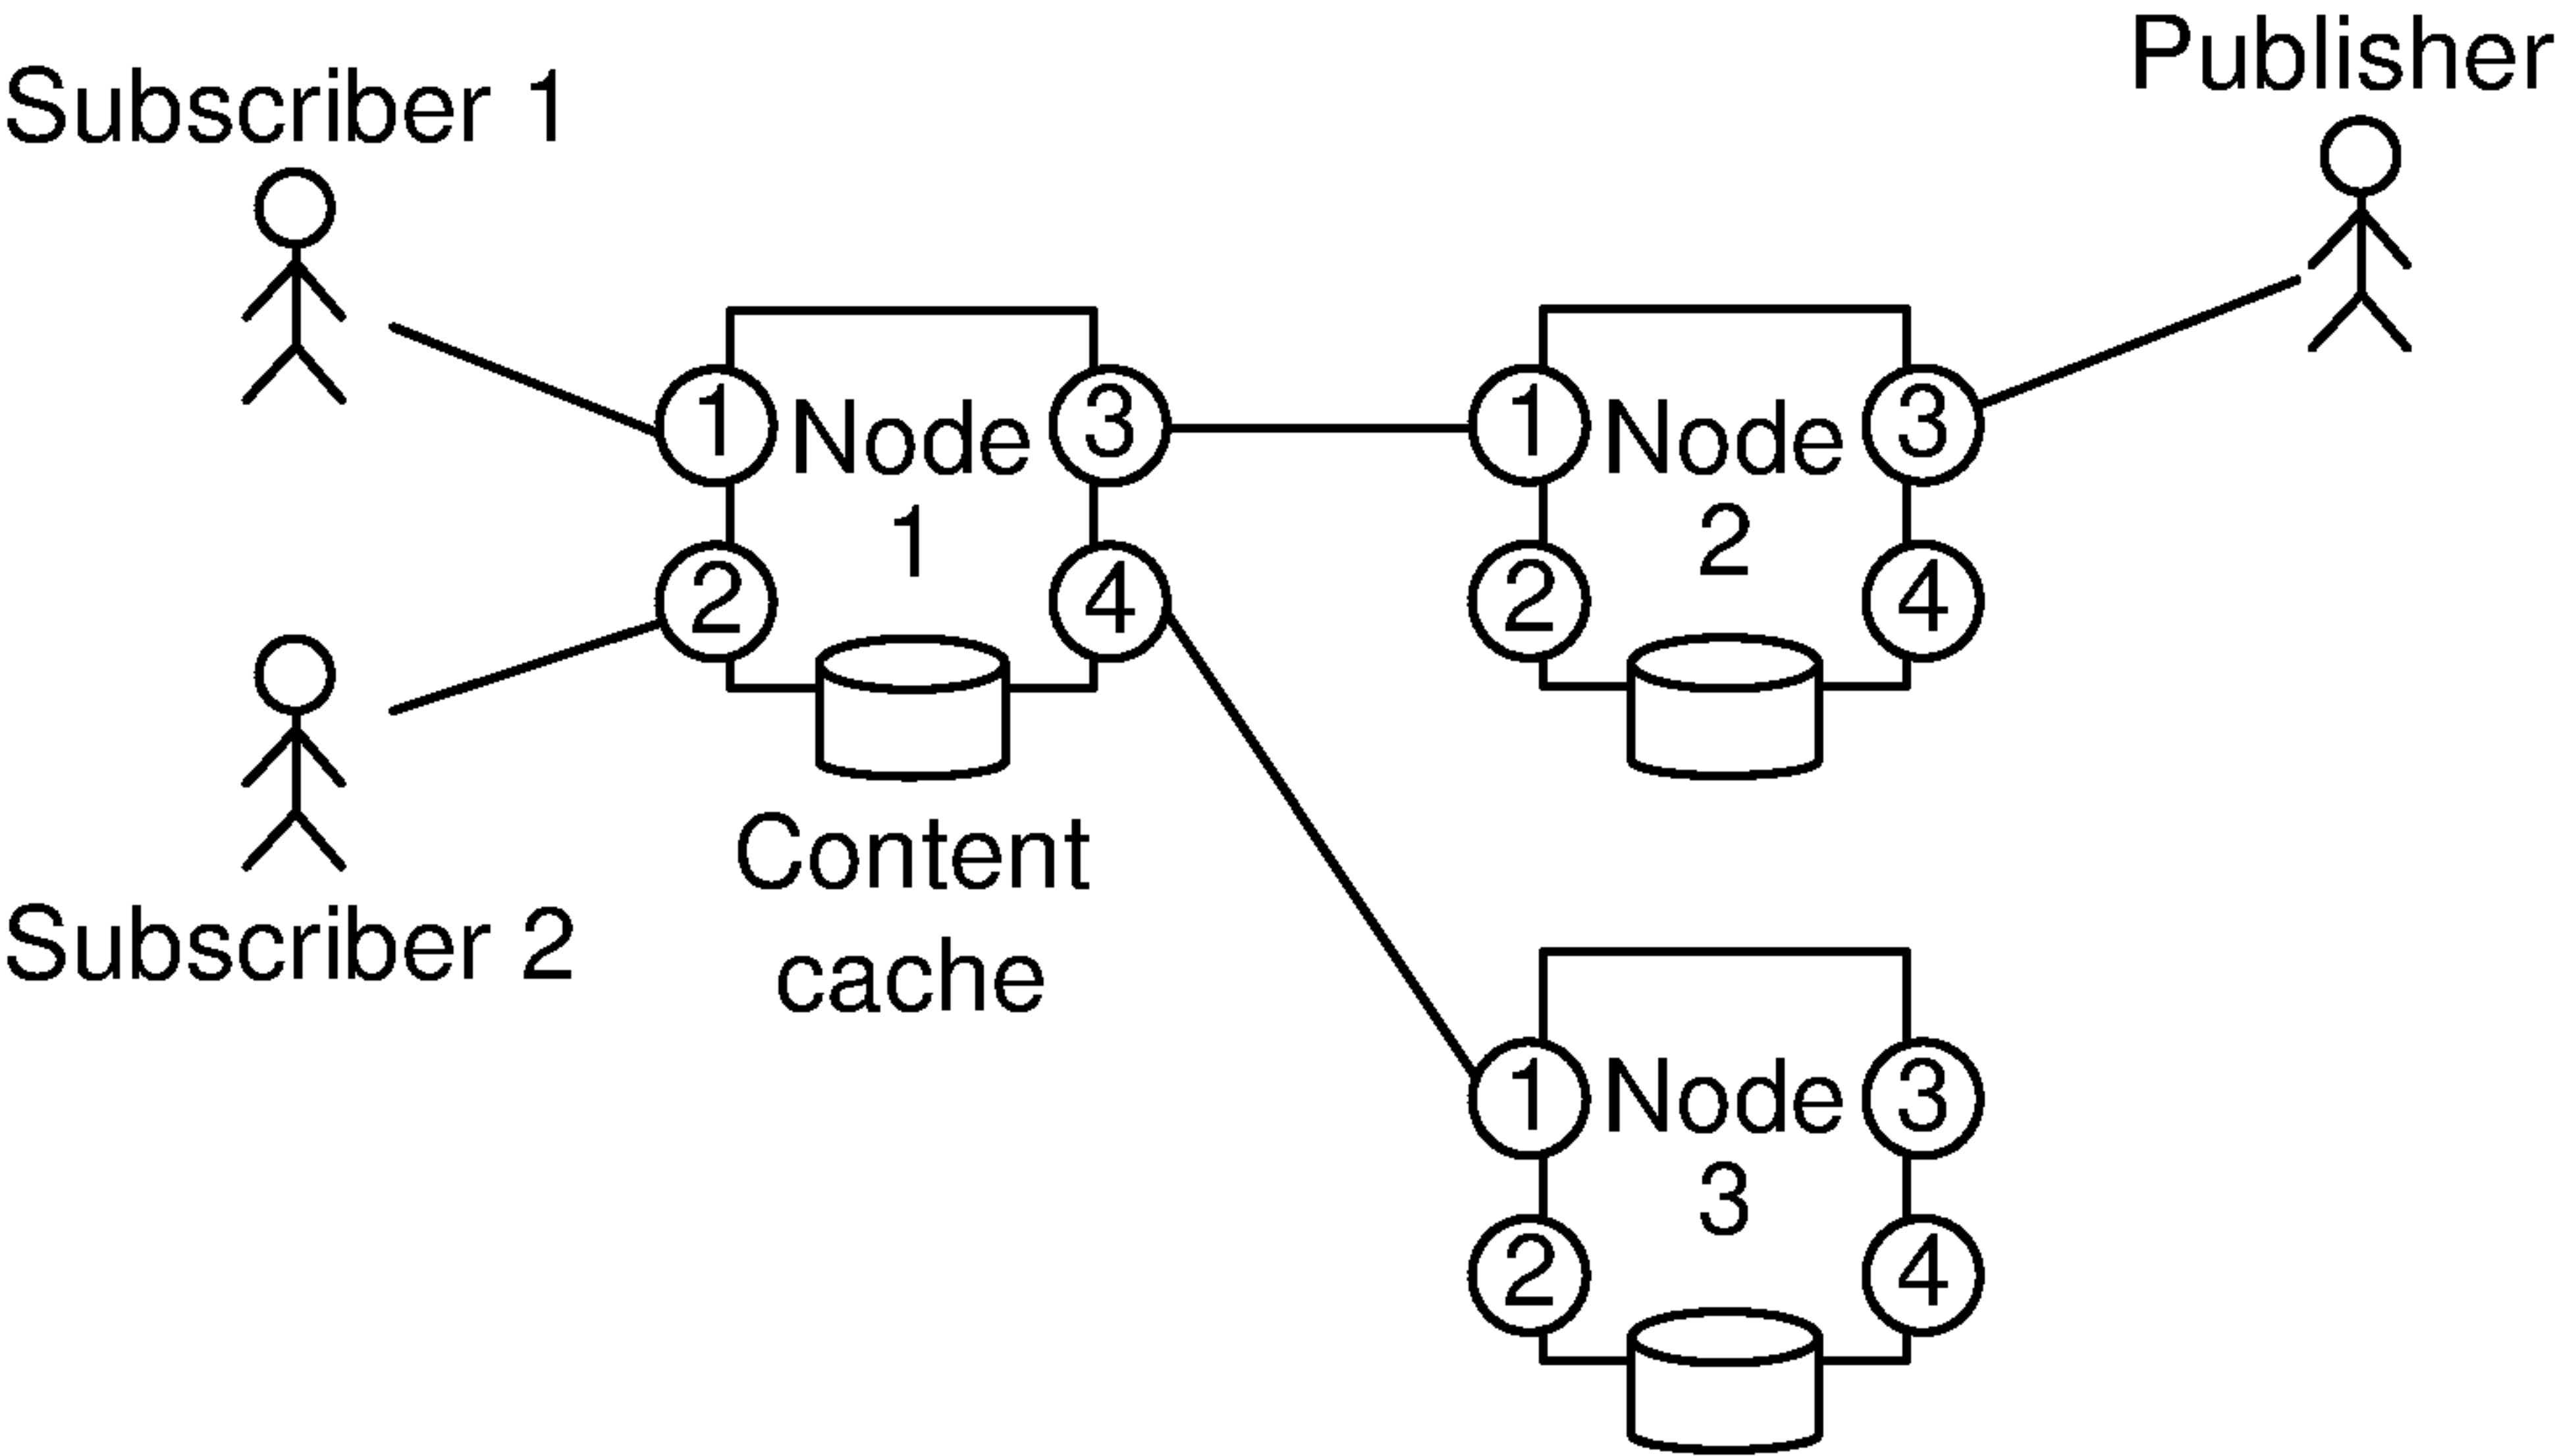 Publisher
Subscriber 1
1 Node 3
1
2 4
1 Node 3
2
2 4
Content
cache
Subscriber 2
1 Node 3
3
2 4